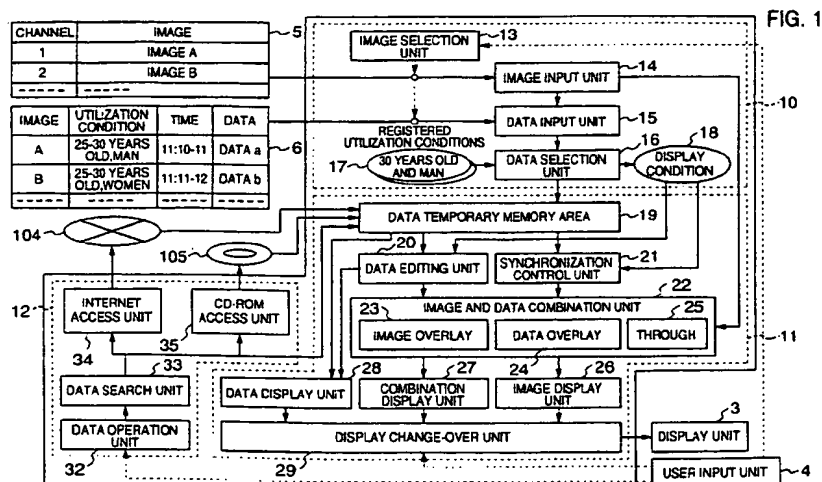 FIG. 1
CHANNEL IMAGE 5
1 IMAGE A
2 IMAGE B
IMAGE SELECTION UNIT 13
IMAGE INPUT UNIT 14
10
IMAGE UTILIZATION CONDITION TIME DATA
A 25-30 YEARS OLD,MAN 11:10-11 DATA a
B 25-30 YEARS OLD,WOMEN 11:11-12 DATA b
6
DATA INPUT UNIT 15
REGISTERED UTILIZATION CONDITIONS
17 30 YEARS OLD AND MAN
DATA SELECTION UNIT 16
18 DISPLAY CONDITION
104
105
DATA TEMPORARY MEMORY AREA 19
20 DATA EDITING UNIT
SYNCHRONIZATION CONTROL UNIT 21
22
IMAGE AND DATA COMBINATION UNIT
23 IMAGE OVERLAY
24 DATA OVERLAY
25 THROUGH
11
12
INTERNET ACCESS UNIT 34
CD-ROM ACCESS UNIT 35
33 DATA SEARCH UNIT
DATA OPERATION UNIT 32
DATA DISPLAY UNIT 28
COMBINATION DISPLAY UNIT 27
IMAGE DISPLAY UNIT 26
DISPLAY CHANGE-OVER UNIT 29
DISPLAY UNIT 3
USER INPUT UNIT 4